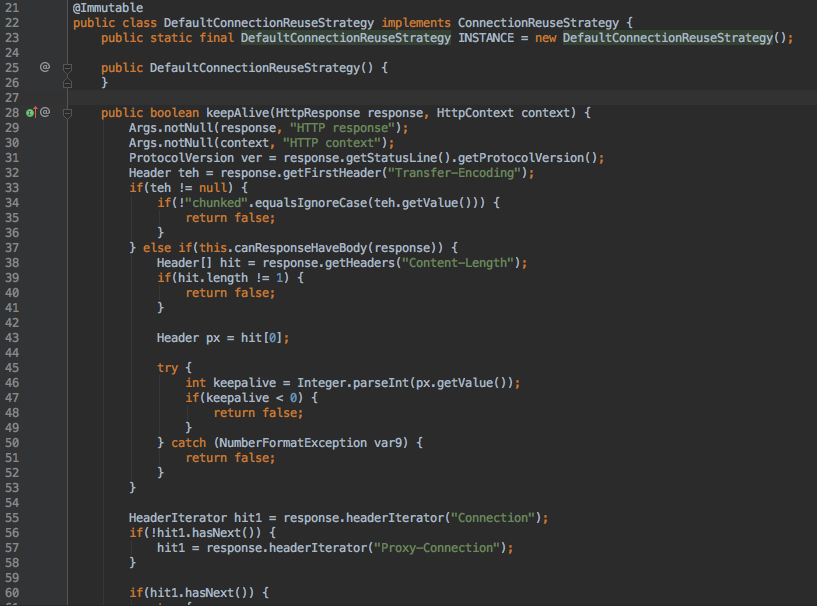 21 @Immutable
22 public class DefaultConnectionReuseStrategy implements ConnectionReuseStrategy {
23     public static final DefaultConnectionReuseStrategy INSTANCE = new DefaultConnectionReuseStrategy();
24
25 @     public DefaultConnectionReuseStrategy() {
26     }
27
28 @     public boolean keepAlive(HttpResponse response, HttpContext context) {
29         Args.notNull(response, "HTTP response");
30         Args.notNull(context, "HTTP context");
31         ProtocolVersion ver = response.getStatusLine().getProtocolVersion();
32         Header teh = response.getFirstHeader("Transfer-Encoding");
33         if(teh != null) {
34             if(!"chunked".equalsIgnoreCase(teh.getValue())) {
35                 return false;
36             }
37         } else if(this.canResponseHaveBody(response)) {
38             Header[] hit = response.getHeaders("Content-Length");
39             if(hit.length != 1) {
40                 return false;
41             }
42
43             Header px = hit[0];
44
45             try {
46                 int keepalive = Integer.parseInt(px.getValue());
47                 if(keepalive < 0) {
48                     return false;
49                 }
50             } catch (NumberFormatException var9) {
51                 return false;
52             }
53         }
54
55         HeaderIterator hit1 = response.headerIterator("Connection");
56         if(!hit1.hasNext()) {
57             hit1 = response.headerIterator("Proxy-Connection");
58         }
59
60         if(hit1.hasNext()) {